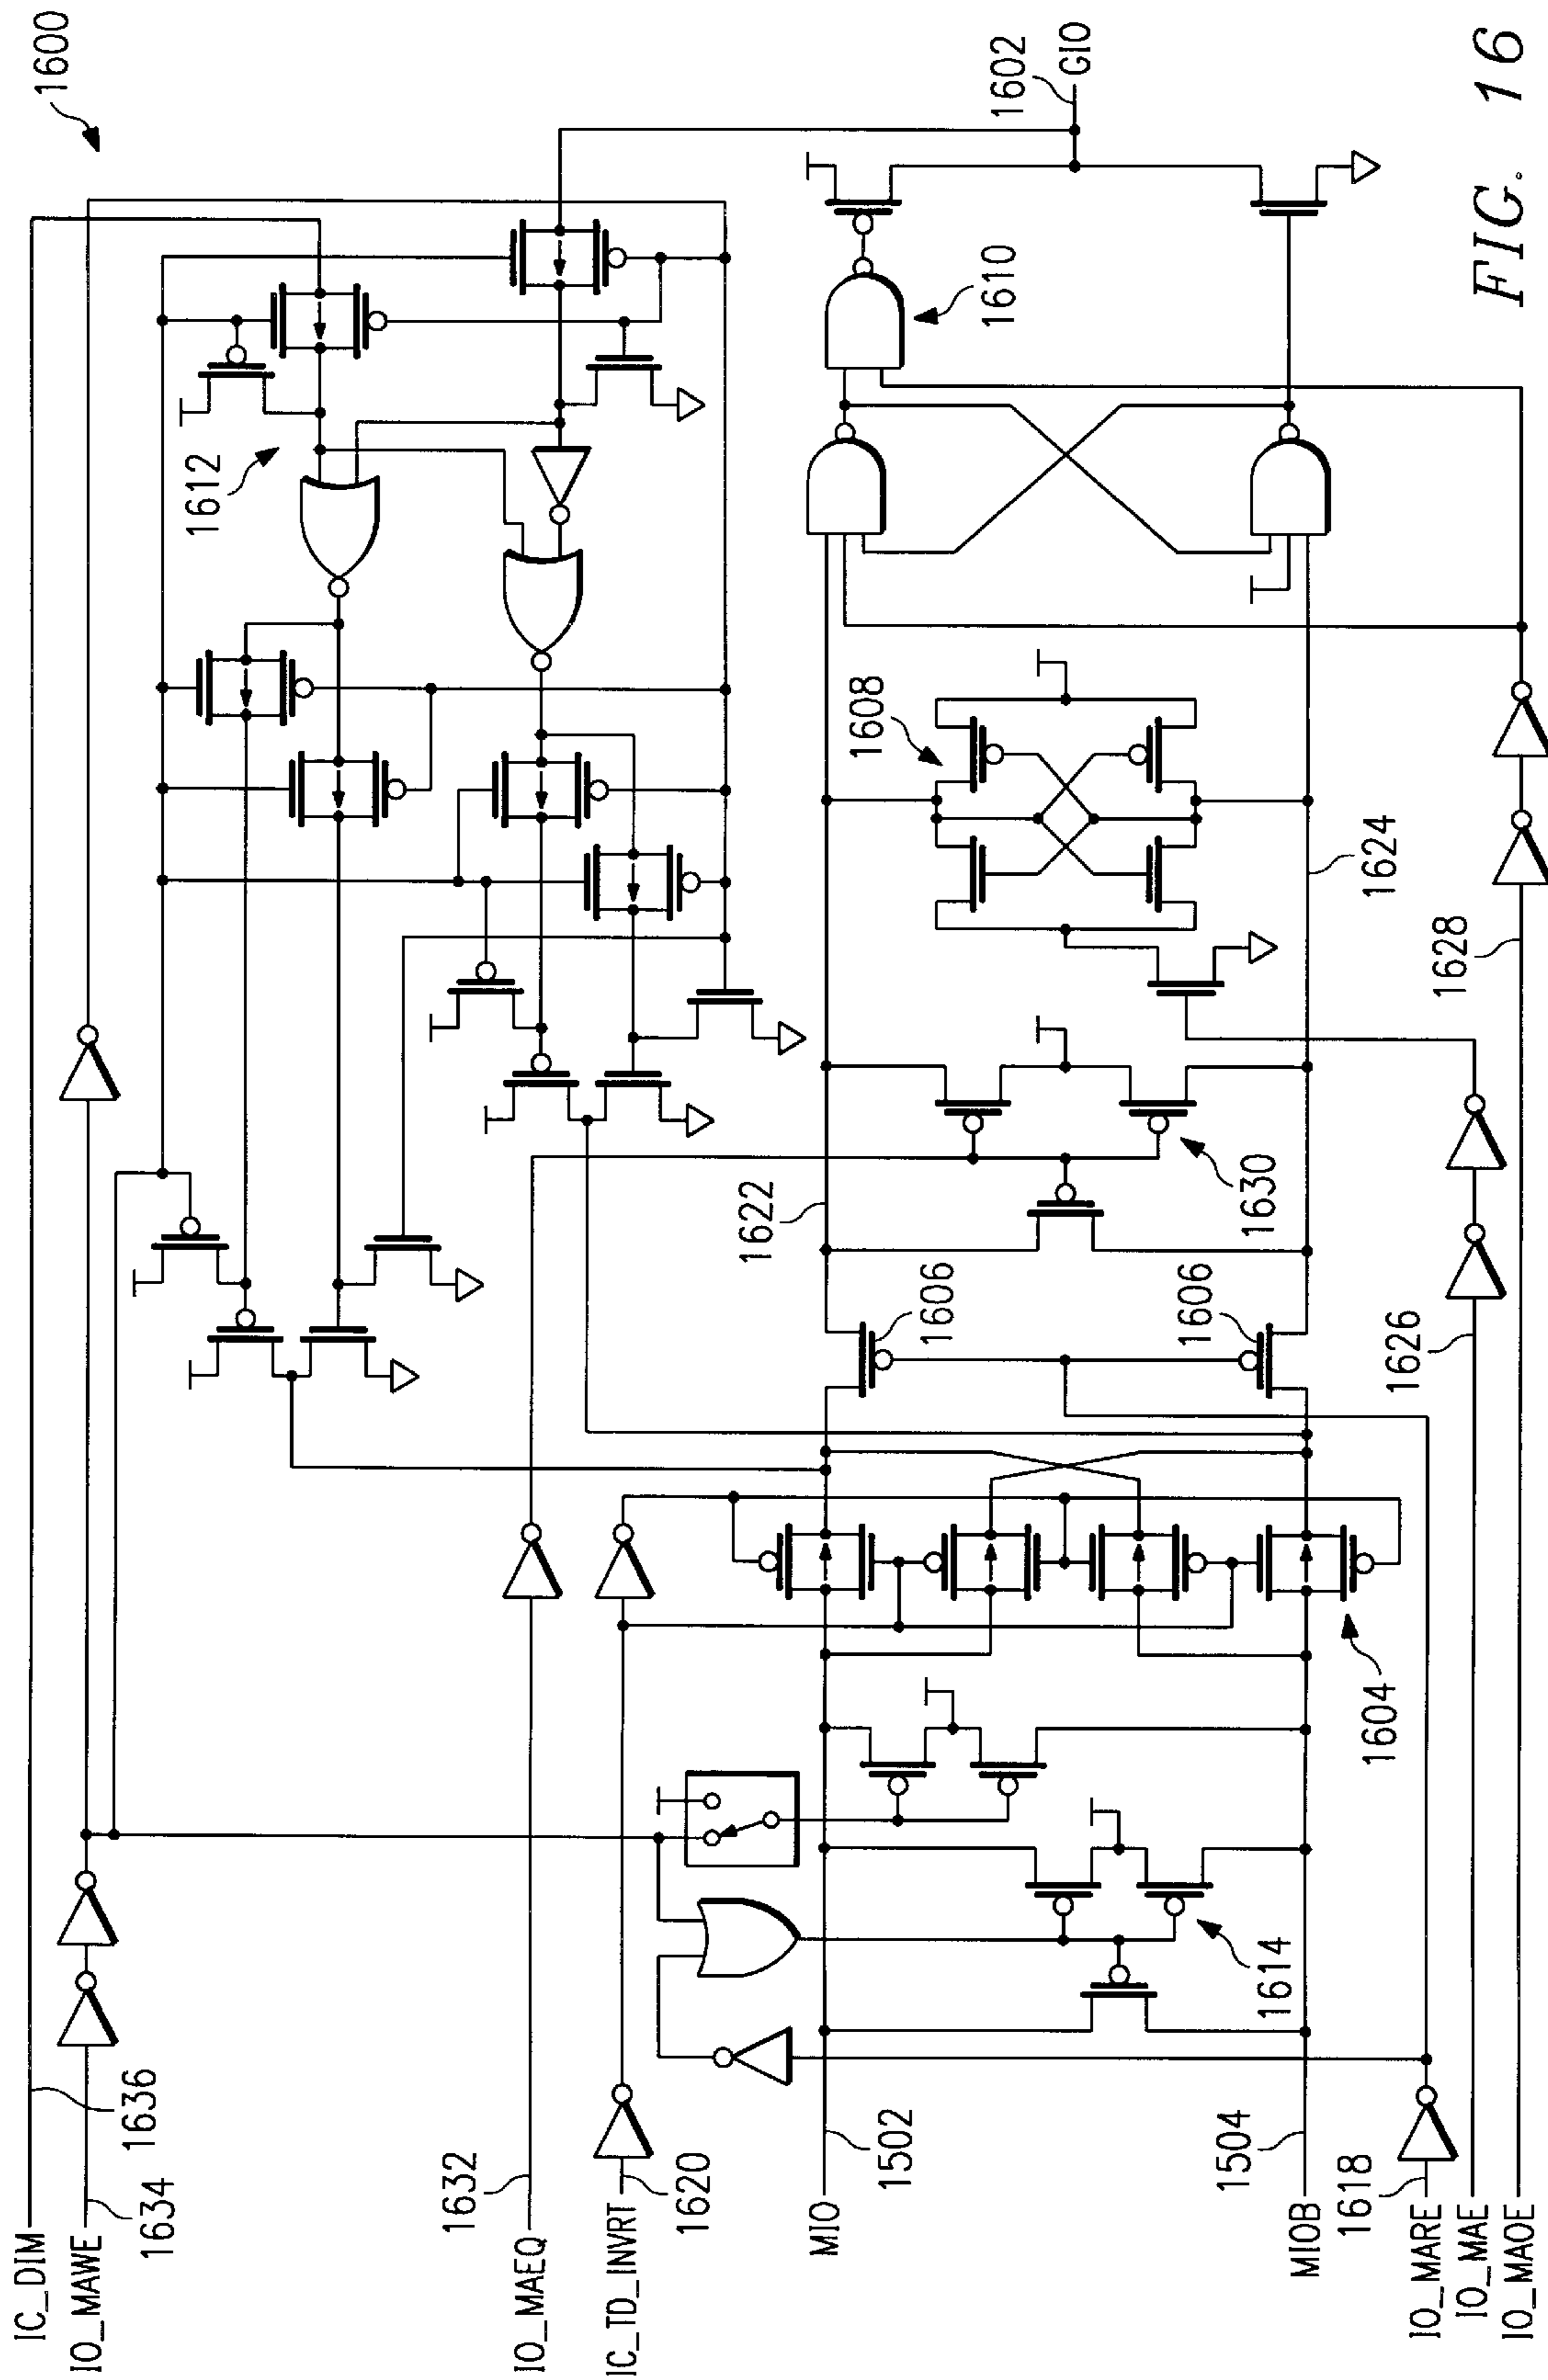 1600
IC_DIM
IO_MAWE
1634
1636
1612
1602
GIO
IO_MAEQ
1632
IC_TD_INVRT
1620
1610
MIO
1502
1622
1608
1606
1606
1630
1624
1614
1604
MIOB
1504
1618
IO_MARE
IO_MAE
1626
IO_MAOE
1628
FIG. 16